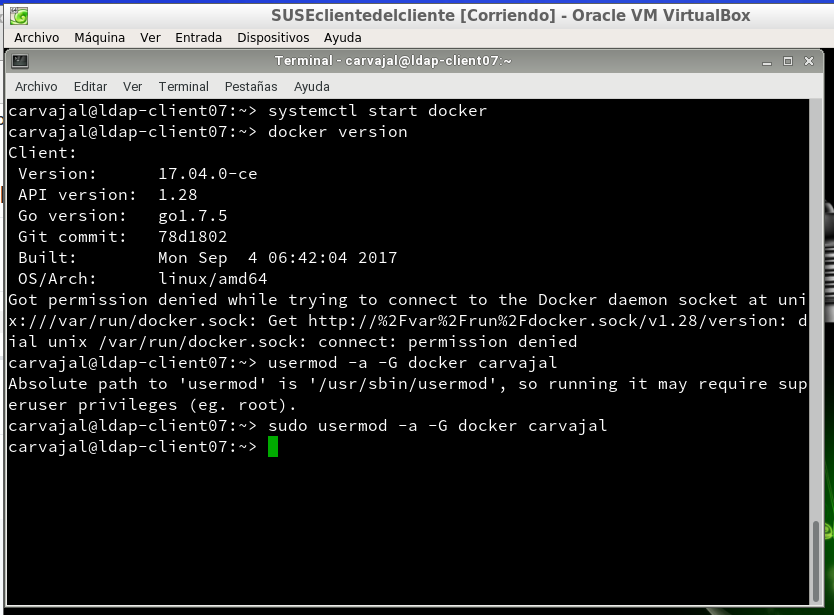 SUSEclientedelcliente [Corriendo] - Oracle VM VirtualBox
Archivo Máquina Ver Entrada Dispositivos Ayuda
Terminal - carvajal@ldap-client07:~
Archivo Editar Ver Terminal Pestañas Ayuda
carvajal@ldap-client07:~> systemctl start docker
carvajal@ldap-client07:~> docker version
Client:
 Version:      17.04.0-ce
 API version:  1.28
 Go version:   go1.7.5
 Git commit:   78d1802
 Built:        Mon Sep  4 06:42:04 2017
 OS/Arch:      linux/amd64
Got permission denied while trying to connect to the Docker daemon socket at uni
x:///var/run/docker.sock: Get http://%2Fvar%2Frun%2Fdocker.sock/v1.28/version: d
ial unix /var/run/docker.sock: connect: permission denied
carvajal@ldap-client07:~> usermod -a -G docker carvajal
Absolute path to 'usermod' is '/usr/sbin/usermod', so running it may require sup
eruser privileges (eg. root).
carvajal@ldap-client07:~> sudo usermod -a -G docker carvajal
carvajal@ldap-client07:~>